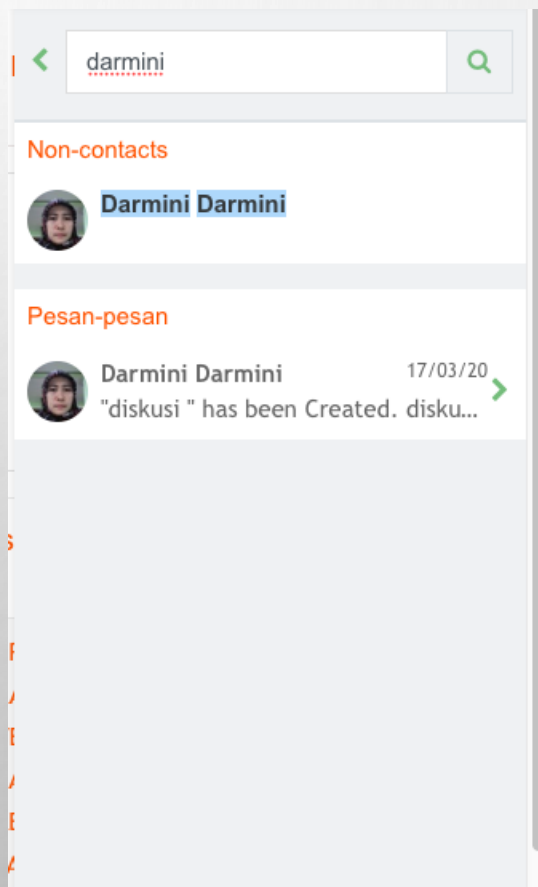 darmini
Non-contacts
Darmini Darmini
Pesan-pesan
Darmini Darmini 17/03/20
"diskusi " has been Created. disku...